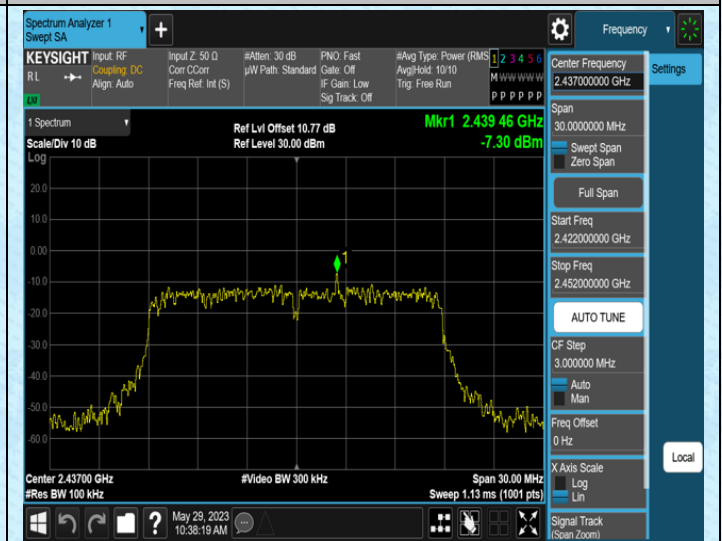 Spectrum Analyzer 1
Swept SA
Frequency
KEYSIGHT
RL
LXI
Input: RF
Coupling: DC
Align: Auto
Input Z: 50 Ω
Corr CCorr
Freq Ref: Int (S)
#Atten: 30 dB
µW Path: Standard
PNO: Fast
Gate: Off
IF Gain: Low
Sig Track: Off
#Avg Type: Power (RMS
Avg|Hold: 10/10
Trig: Free Run
1 2 3 4 5 6
M W W W W W
P P P P P P
1 Spectrum
Scale/Div 10 dB
Log
Ref Lvl Offset 10.77 dB
Ref Level 30.00 dBm
Mkr1 2.439 46 GHz
-7.30 dBm
20.0
10.0
0.00
-10.0
-20.0
-30.0
-40.0
-50.0
-60.0
1
Center 2.43700 GHz
#Res BW 100 kHz
#Video BW 300 kHz
Span 30.00 MHz
Sweep 1.13 ms (1001 pts)
May 29, 2023
10:38:19 AM
Center Frequency
2.437000000 GHz
Span
30.0000000 MHz
Swept Span
Zero Span
Full Span
Start Freq
2.422000000 GHz
Stop Freq
2.452000000 GHz
AUTO TUNE
CF Step
3.000000 MHz
Auto
Man
Freq Offset
0 Hz
X Axis Scale
Log
Lin
Signal Track
(Span Zoom)
Settings
Local